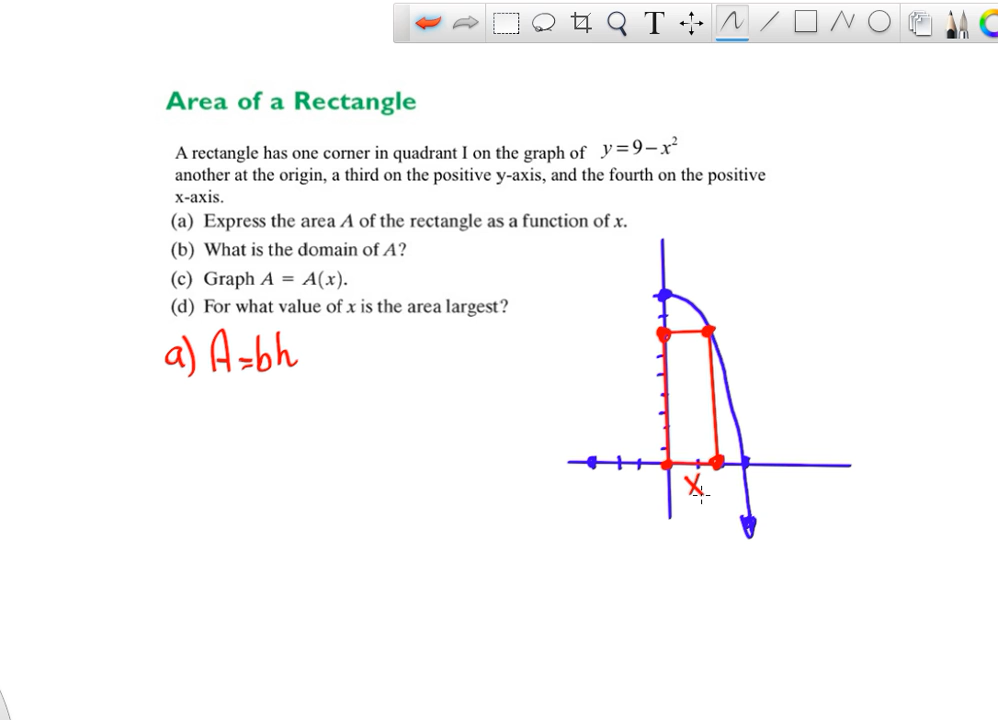 T
Area of a Rectangle
A rectangle has one corner in quadrant I on the graph of y = 9 − x²
another at the origin, a third on the positive y-axis, and the fourth on the positive
x-axis.
(a) Express the area A of the rectangle as a function of x.
(b) What is the domain of A?
(c) Graph A = A(x).
(d) For what value of x is the area largest?
a) A=bh
x